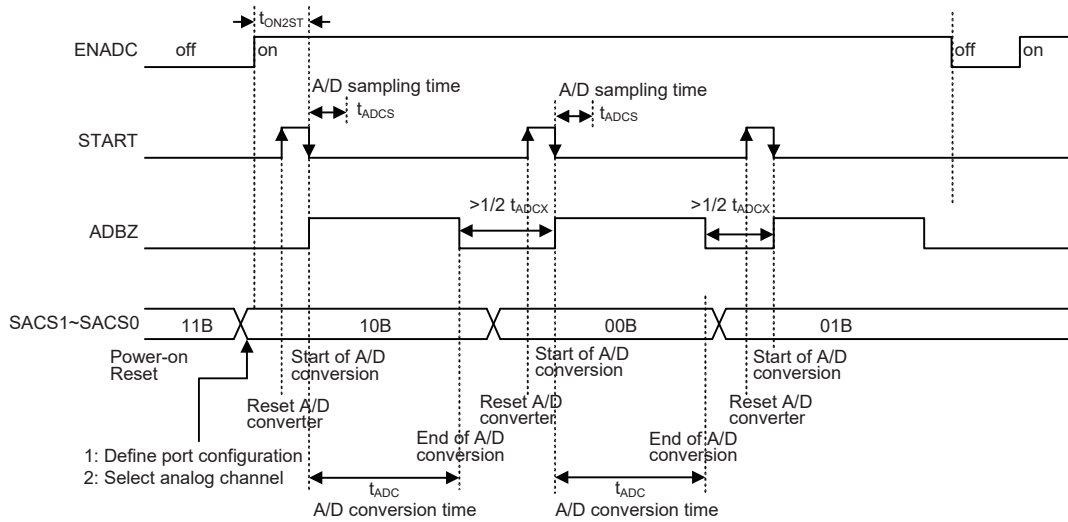 tON2ST
ENADC off on off on
A/D sampling time A/D sampling time
tADCS tADCS
START
>1/2 tADCX >1/2 tADCX
ADBZ
SACS1~SACS0 11B 10B 00B 01B
Power-on
Reset
Start of A/D
conversion
Start of A/D
conversion
Start of A/D
conversion
Reset A/D
converter
Reset A/D
converter
Reset A/D
converter
End of A/D
conversion
End of A/D
conversion
1: Define port configuration
2: Select analog channel
tADC tADC
A/D conversion time A/D conversion time